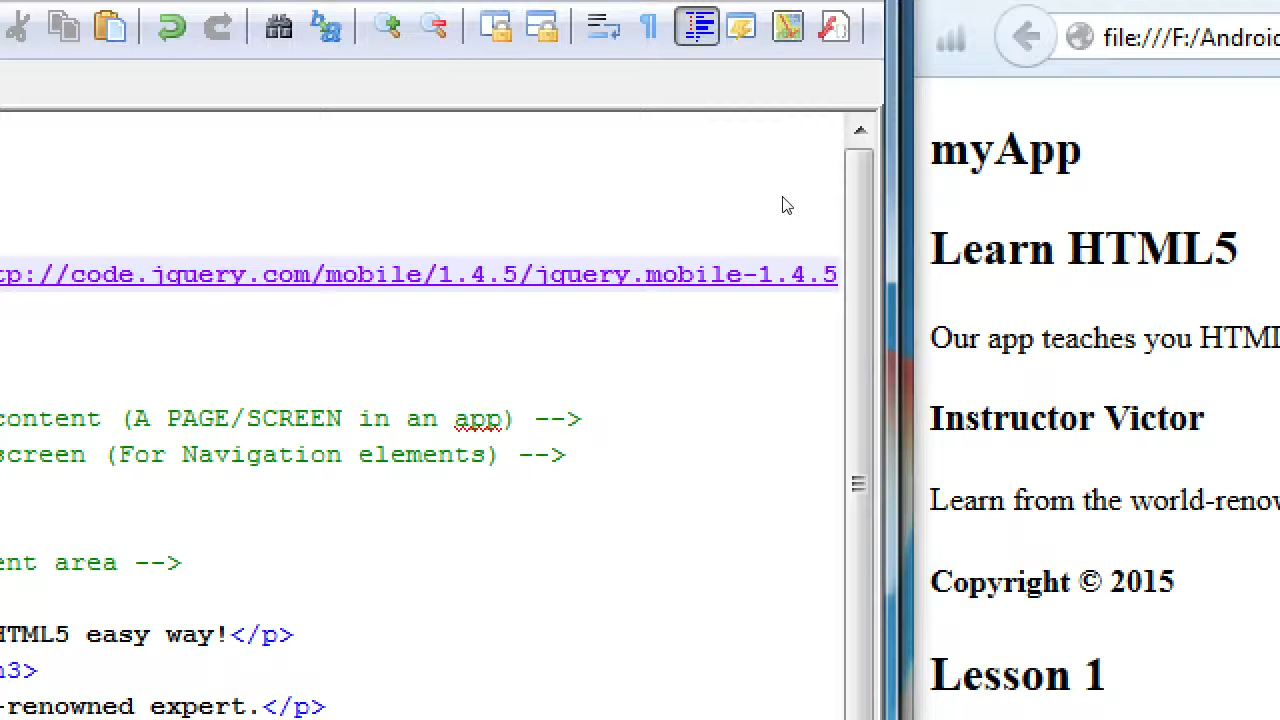 file:///F:/Android
tp://code.jquery.com/mobile/1.4.5/jquery.mobile-1.4.5
content (A PAGE/SCREEN in an app) -->
screen (For Navigation elements) -->
ent area -->
HTML5 easy way!</p>
h3>
-renowned expert.</p>
myApp
Learn HTML5
Our app teaches you HTML
Instructor Victor
Learn from the world-renow
Copyright © 2015
Lesson 1